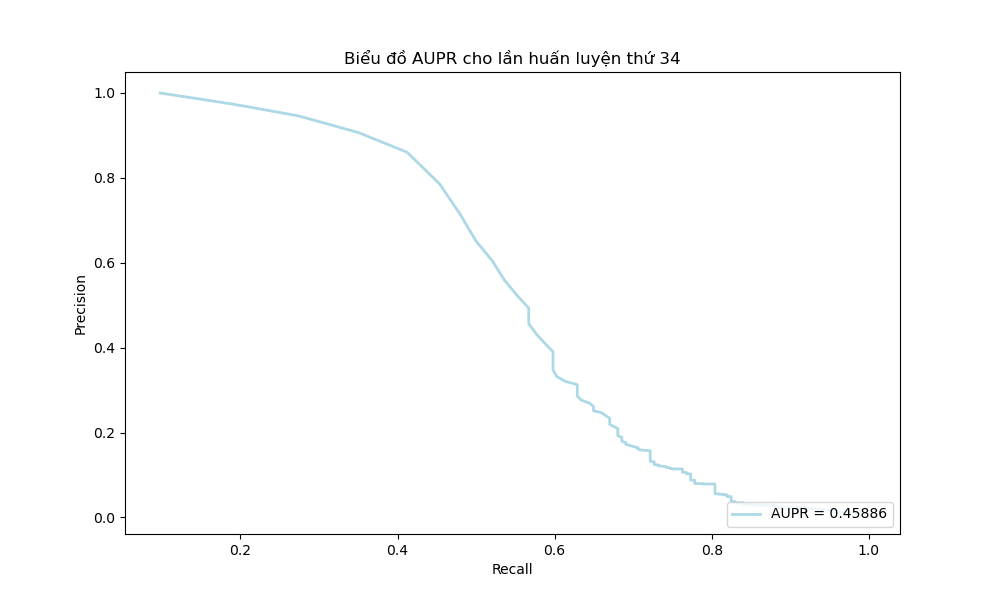 Biểu đồ AUPR cho lần huấn luyện thứ 34
1.0
0.8
0.6
0.4
0.2
0.0
Precision
0.2 0.4 0.6 0.8 1.0
Recall
AUPR = 0.45886